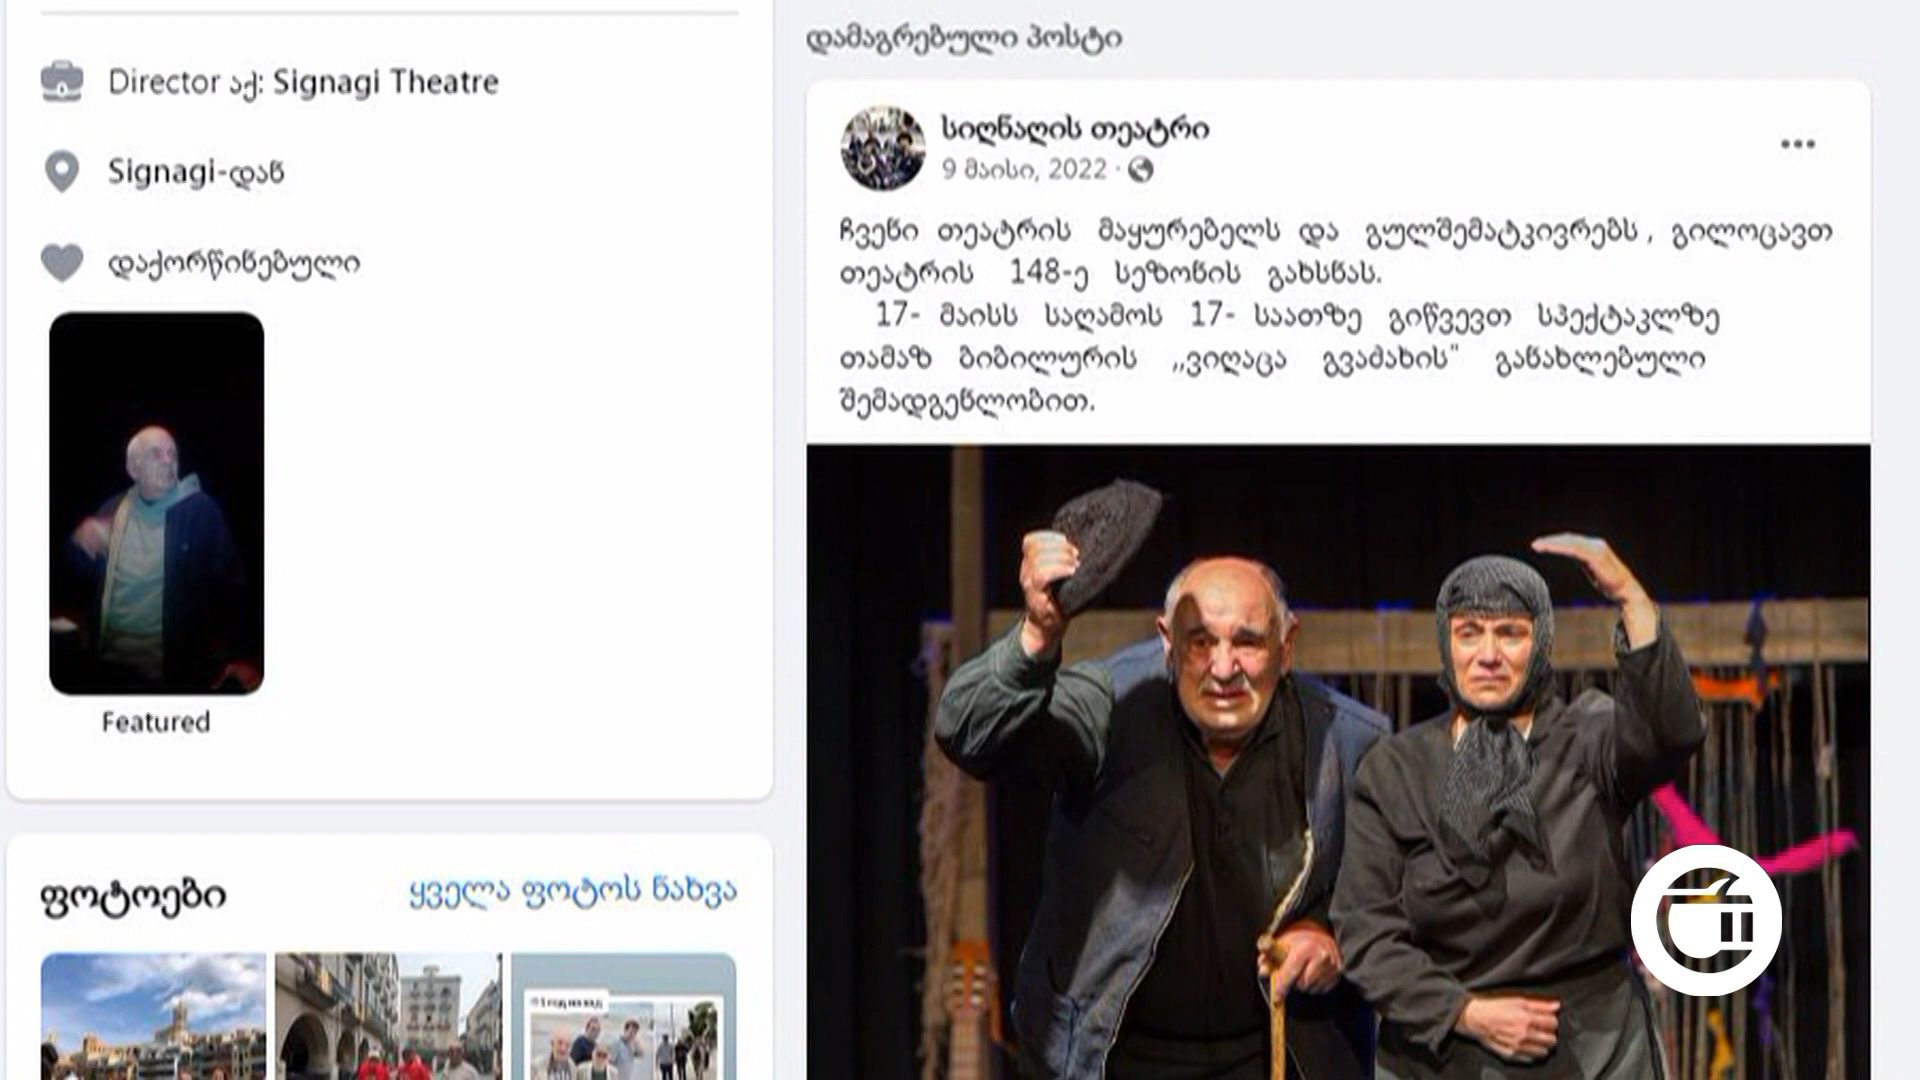 Director აქ: Signagi Theatre
Signagi-დან
დაქორწინებული
Featured
ფოტოები
ყველა ფოტოს ნახვა
დამაგრებული პოსტი
სიღნაღის თეატრი
9 მაისი, 2022 ·
ჩვენი თეატრის მაყურებელს და გულშემატკივრებს , გილოცავთ
თეატრის 148-ე სეზონის გახსნას.
17- მაისს საღამოს 17- საათზე გიწვევთ სპექტაკლზე
თამაზ ბიბილურის ,,ვიღაცა გვაძახის" განახლებული
შემადგენლობით.